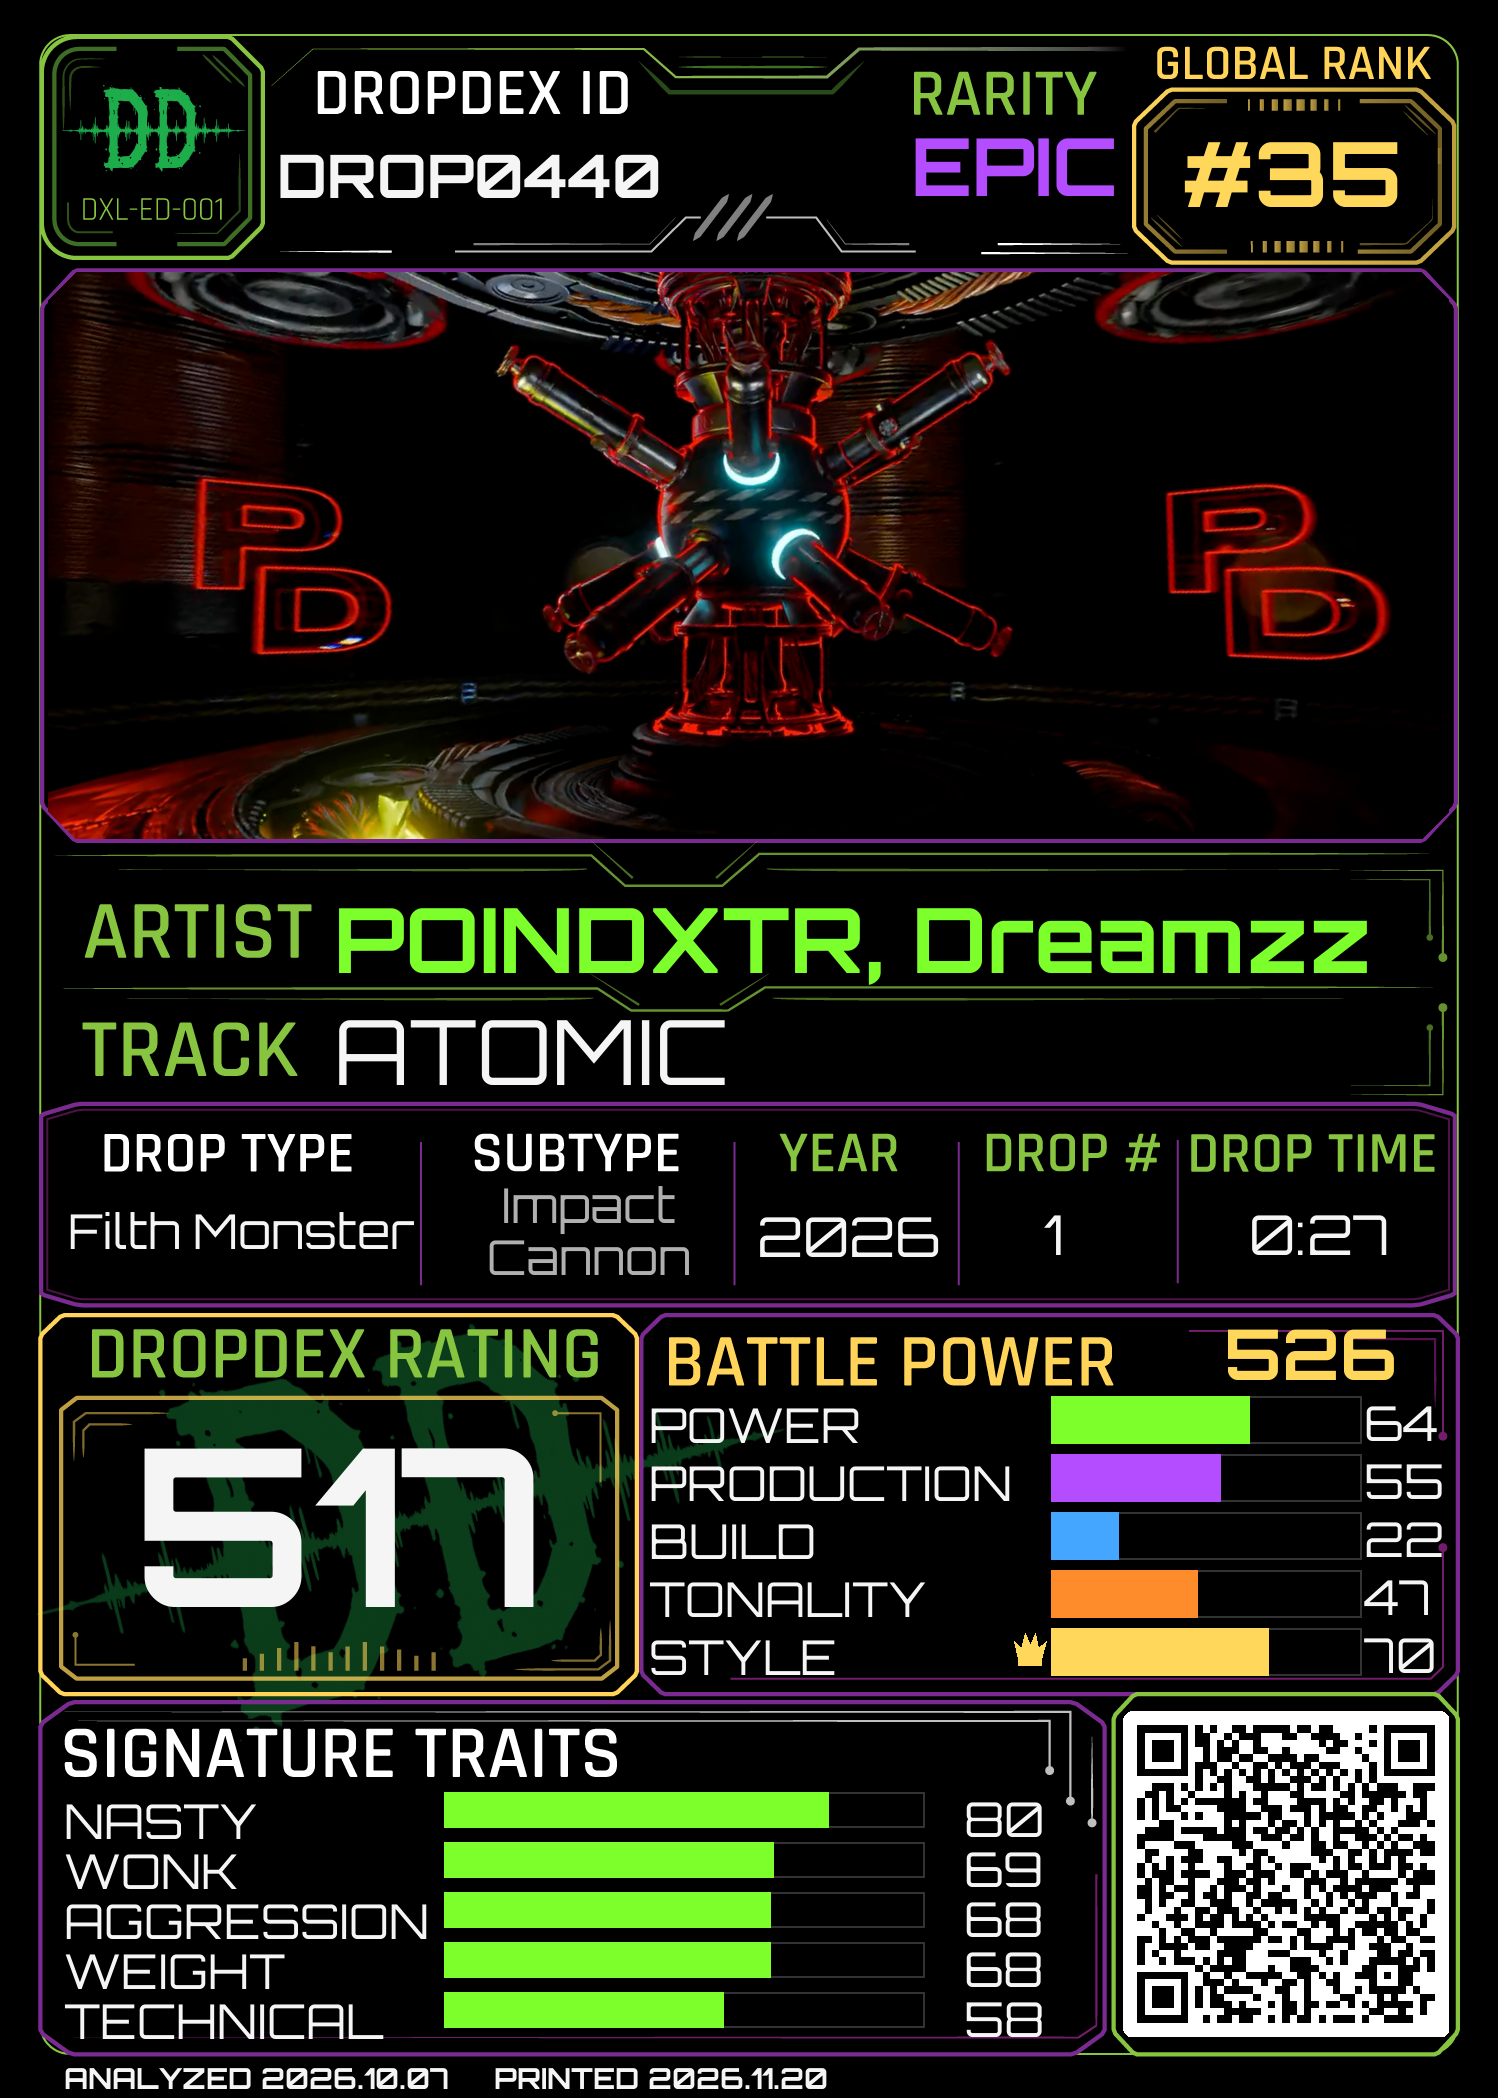 DROPDEX ID
DROP0440
RARITY
EPIC
GLOBAL RANK
#35
DD
DXL-ED-001
P
D
P
D
ARTIST POINDXTR, Dreamzz
TRACK ATOMIC
DROP TYPE
Filth Monster
SUBTYPE
Impact
Cannon
YEAR
2026
DROP #
1
DROP TIME
0:27
DROPDEX RATING
517
BATTLE POWER 526
POWER 64
PRODUCTION 55
BUILD 22
TONALITY 47
STYLE 70
SIGNATURE TRAITS
NASTY 80
WONK 69
AGGRESSION 68
WEIGHT 68
TECHNICAL 58
ANALYZED 2026.10.07 PRINTED 2026.11.20